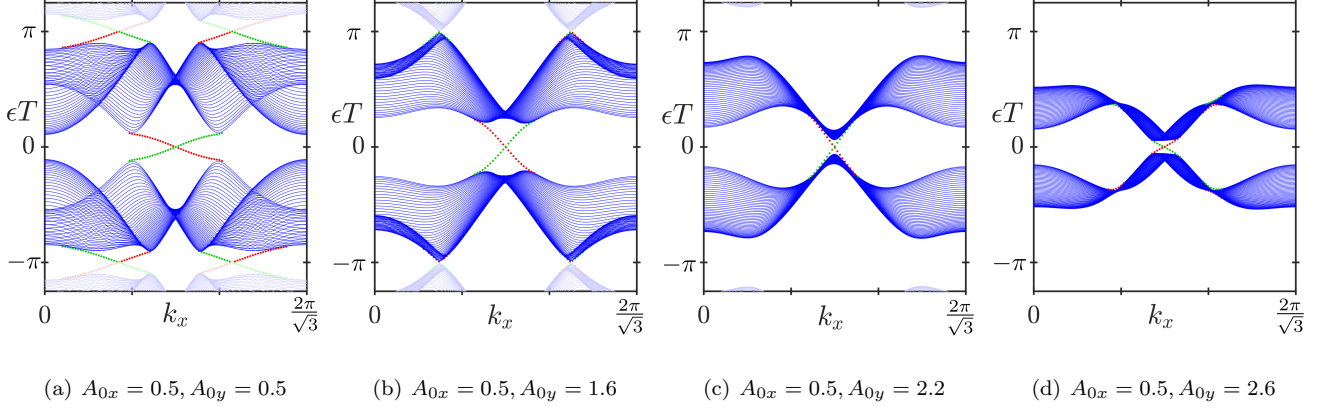 π π π π
ϵT ϵT ϵT ϵT
0 0 0 0
−π −π −π −π
0 k_x 2π/√3 0 k_x 2π/√3 0 k_x 2π/√3 0 k_x 2π/√3
(a) A_{0x} = 0.5, A_{0y} = 0.5 (b) A_{0x} = 0.5, A_{0y} = 1.6 (c) A_{0x} = 0.5, A_{0y} = 2.2 (d) A_{0x} = 0.5, A_{0y} = 2.6